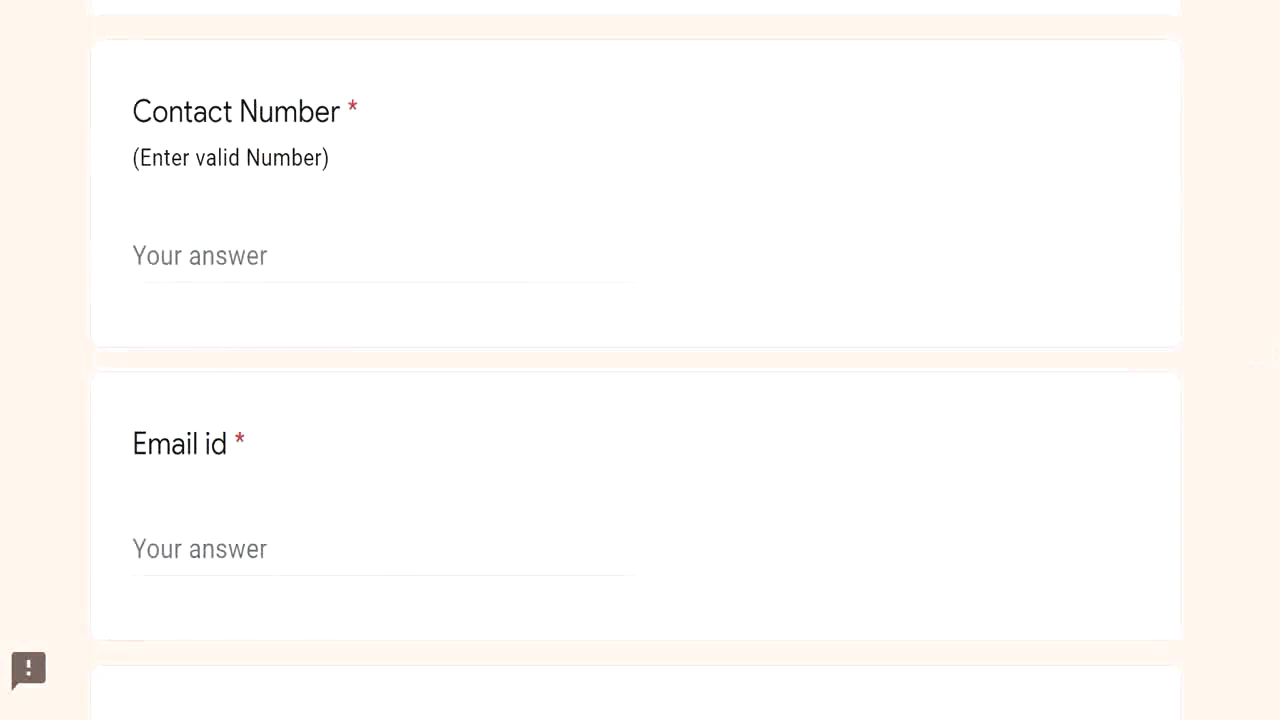 Contact Number *
(Enter valid Number)
Your answer
Email id *
Your answer